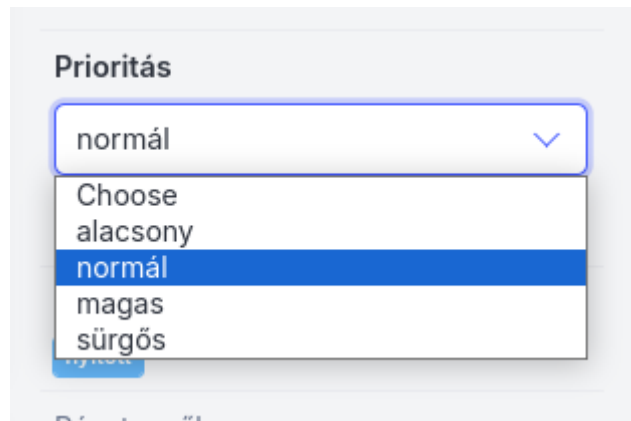 Prioritás
normál
Choose
alacsony
normál
magas
sürgős